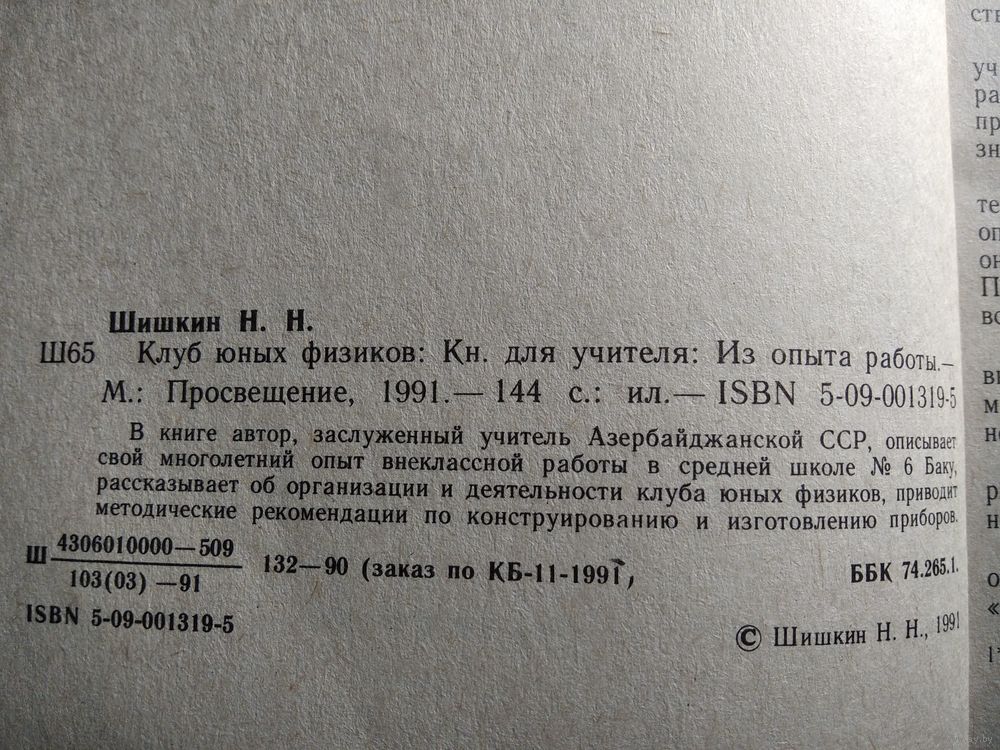 Шишкин Н. Н.
Ш65 Клуб юных физиков: Кн. для учителя: Из опыта работы.—
М.: Просвещение, 1991.— 144 с.: ил.— ISBN 5-09-001319-5
В книге автор, заслуженный учитель Азербайджанской ССР, описывает
свой многолетний опыт внеклассной работы в средней школе № 6 Баку,
рассказывает об организации и деятельности клуба юных физиков, приводит
методические рекомендации по конструированию и изготовлению приборов.
Ш 4306010000—509
103(03) —91
132—90 (заказ по КБ-11-1991)
ББК 74.265.1.
ISBN 5-09-001319-5
© Шишкин Н. Н., 1991